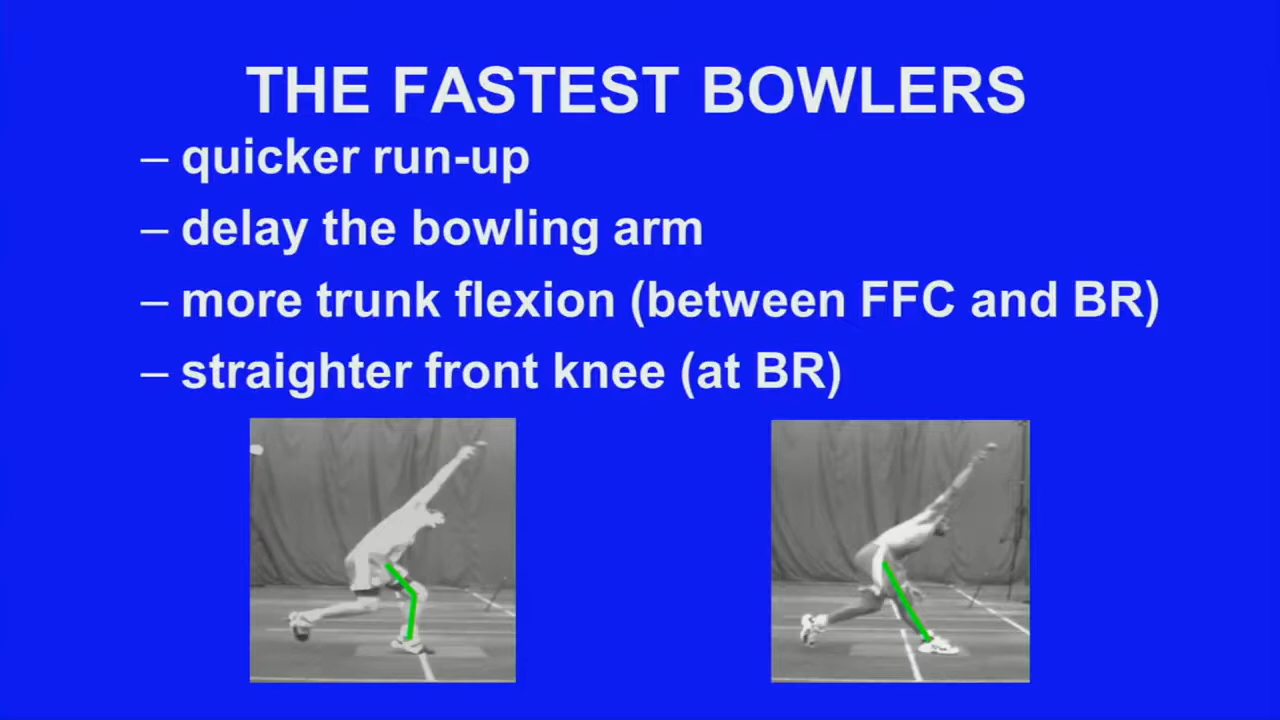 THE FASTEST BOWLERS
– quicker run-up
– delay the bowling arm
– more trunk flexion (between FFC and BR)
– straighter front knee (at BR)